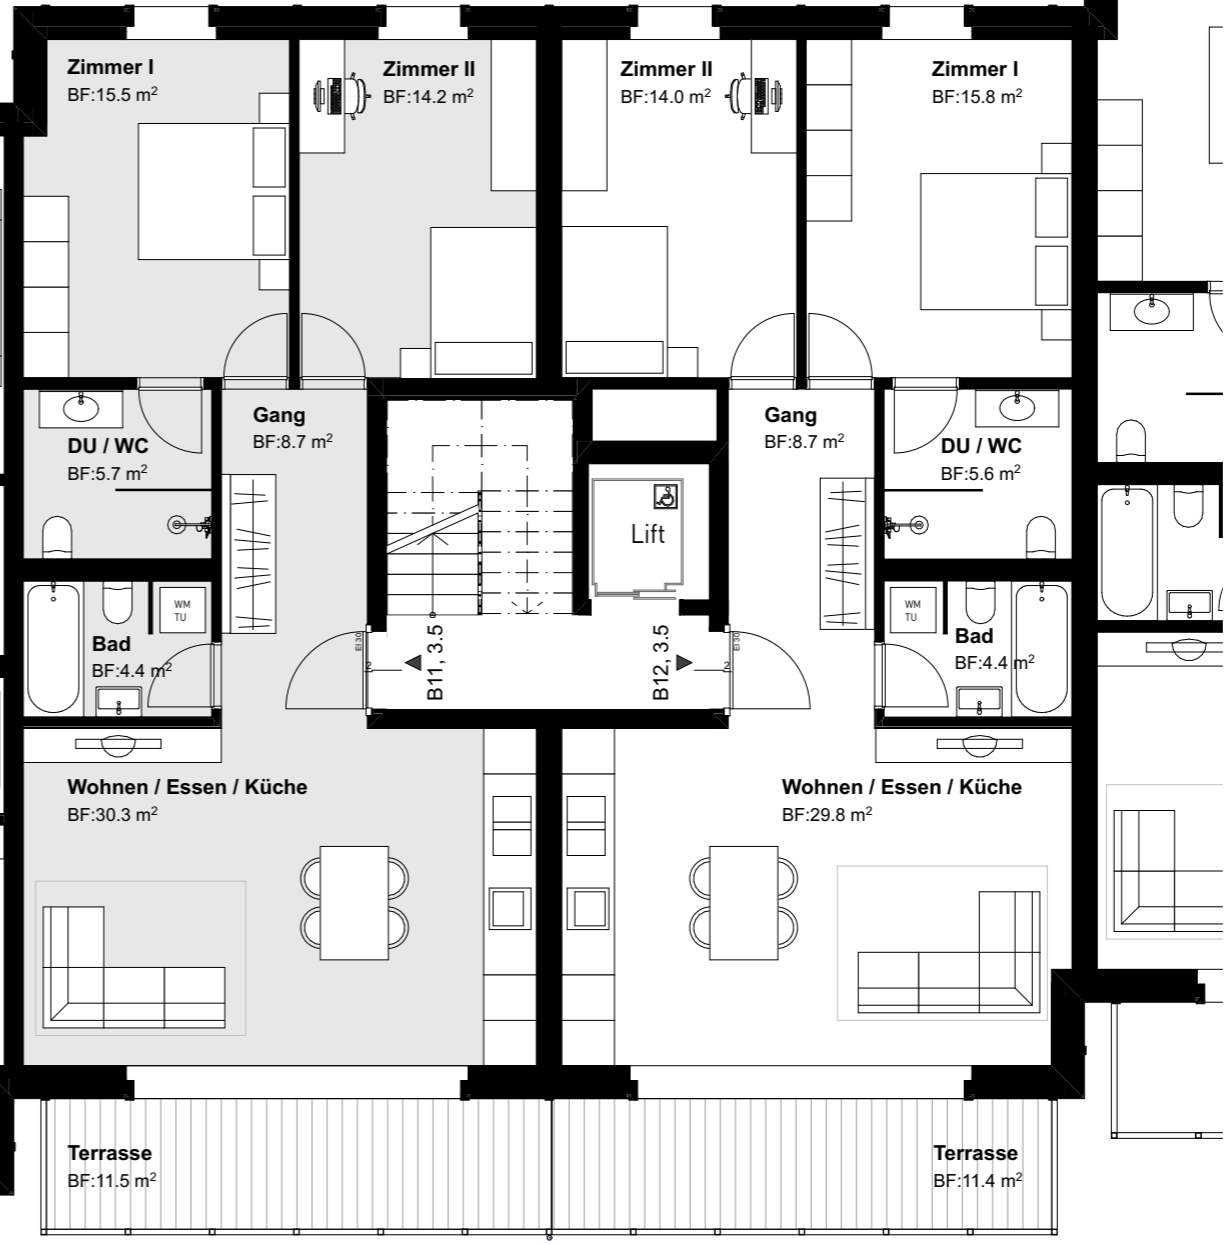 Zimmer I
BF:15.5 m²
Zimmer II
BF:14.2 m²
Zimmer II
BF:14.0 m²
Zimmer I
BF:15.8 m²
Gang
BF:8.7 m²
DU / WC
BF:5.7 m²
Gang
BF:8.7 m²
DU / WC
BF:5.6 m²
Lift
WM
TU
Bad
BF:4.4 m²
EI30
2
B11, 3.5
B12, 3.5
EI30
2
WM
TU
Bad
BF:4.4 m²
Wohnen / Essen / Küche
BF:30.3 m²
Wohnen / Essen / Küche
BF:29.8 m²
Terrasse
BF:11.5 m²
Terrasse
BF:11.4 m²